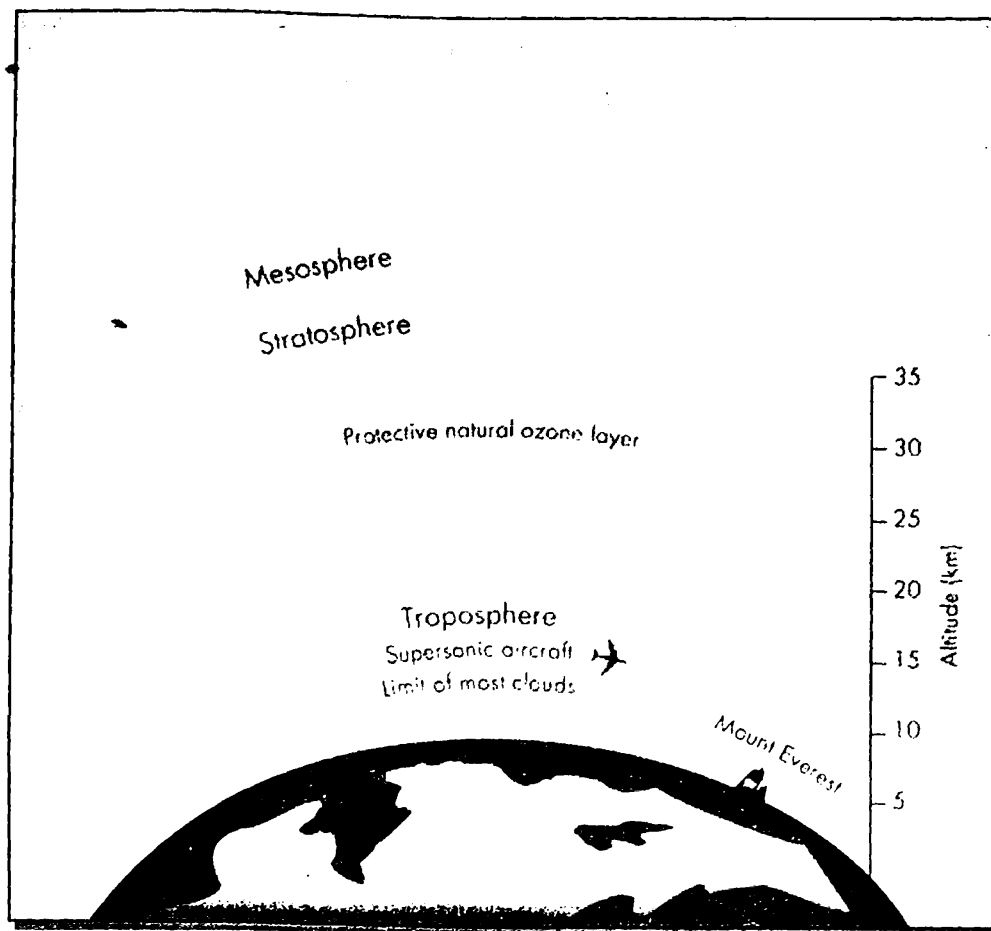 Mesosphere
Stratosphere
35
Protective natural ozone layer
30
25
20
Troposphere
Supersonic aircraft
15
Limit of most clouds
Altitude (km)
10
Mount Everest
5